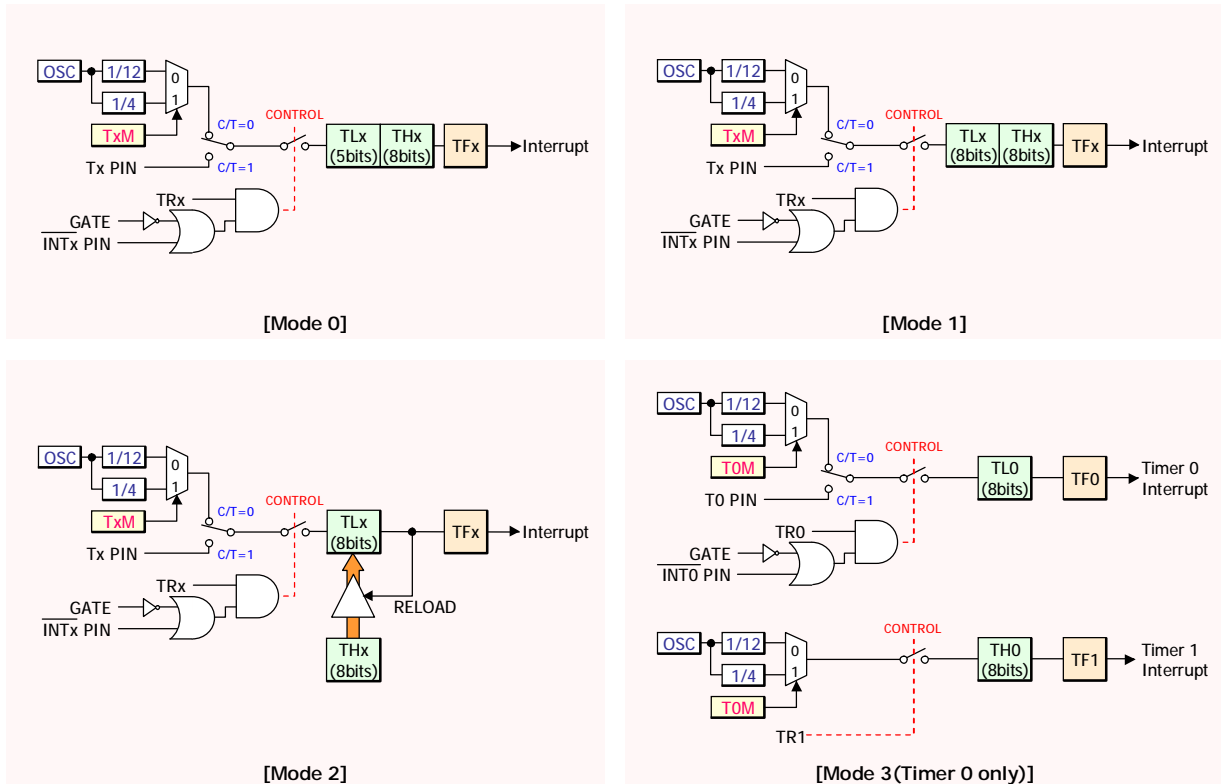 OSC 1/12 0
1/4 1
TxM
C/T=0
CONTROL
Tx PIN
C/T=1
TLx (5bits)
THx (8bits)
TFx
Interrupt
TRx
GATE
INTx PIN
[Mode 0]
OSC 1/12 0
1/4 1
TxM
C/T=0
CONTROL
Tx PIN
C/T=1
TLx (8bits)
THx (8bits)
TFx
Interrupt
TRx
GATE
INTx PIN
[Mode 1]
OSC 1/12 0
1/4 1
TxM
C/T=0
CONTROL
Tx PIN
C/T=1
TLx (8bits)
TFx
Interrupt
TRx
GATE
INTx PIN
RELOAD
THx (8bits)
[Mode 2]
OSC 1/12 0
1/4 1
T0M
C/T=0
CONTROL
T0 PIN
C/T=1
TL0 (8bits)
TF0
Timer 0
Interrupt
TR0
GATE
INT0 PIN
OSC 1/12 0
1/4 1
T0M
CONTROL
TH0 (8bits)
TF1
Timer 1
Interrupt
TR1
[Mode 3(Timer 0 only)]